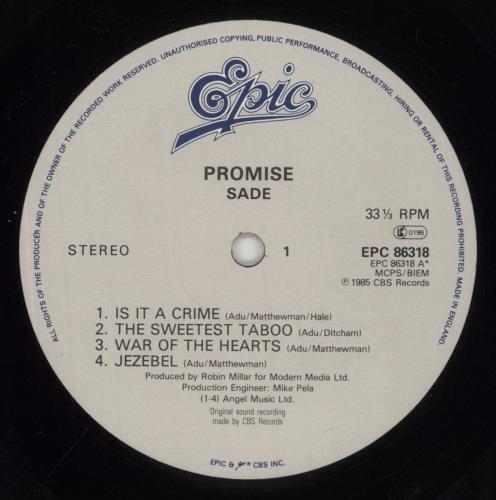 ALL RIGHTS OF THE PRODUCER AND OF THE OWNER OF THE RECORDED WORK RESERVED. UNAUTHORISED COPYING, PUBLIC PERFORMANCE, BROADCASTING, HIRING OR RENTAL OF THIS RECORDING PROHIBITED. MADE IN ENGLAND.
Epic
PROMISE
SADE
33 ⅓ RPM
LC 0199
STEREO
1
EPC 86318
EPC 86318 A*
MCPS/BIEM
℗ 1985 CBS Records
1. IS IT A CRIME (Adu/Matthewman/Hale)
2. THE SWEETEST TABOO (Adu/Ditcham)
3. WAR OF THE HEARTS (Adu/Matthewman)
4. JEZEBEL (Adu/Matthewman)
Produced by Robin Millar for Modern Media Ltd.
Production Engineer: Mike Pela
(1-4) Angel Music Ltd.
Original sound recording
made by CBS Records
EPIC & CBS INC.